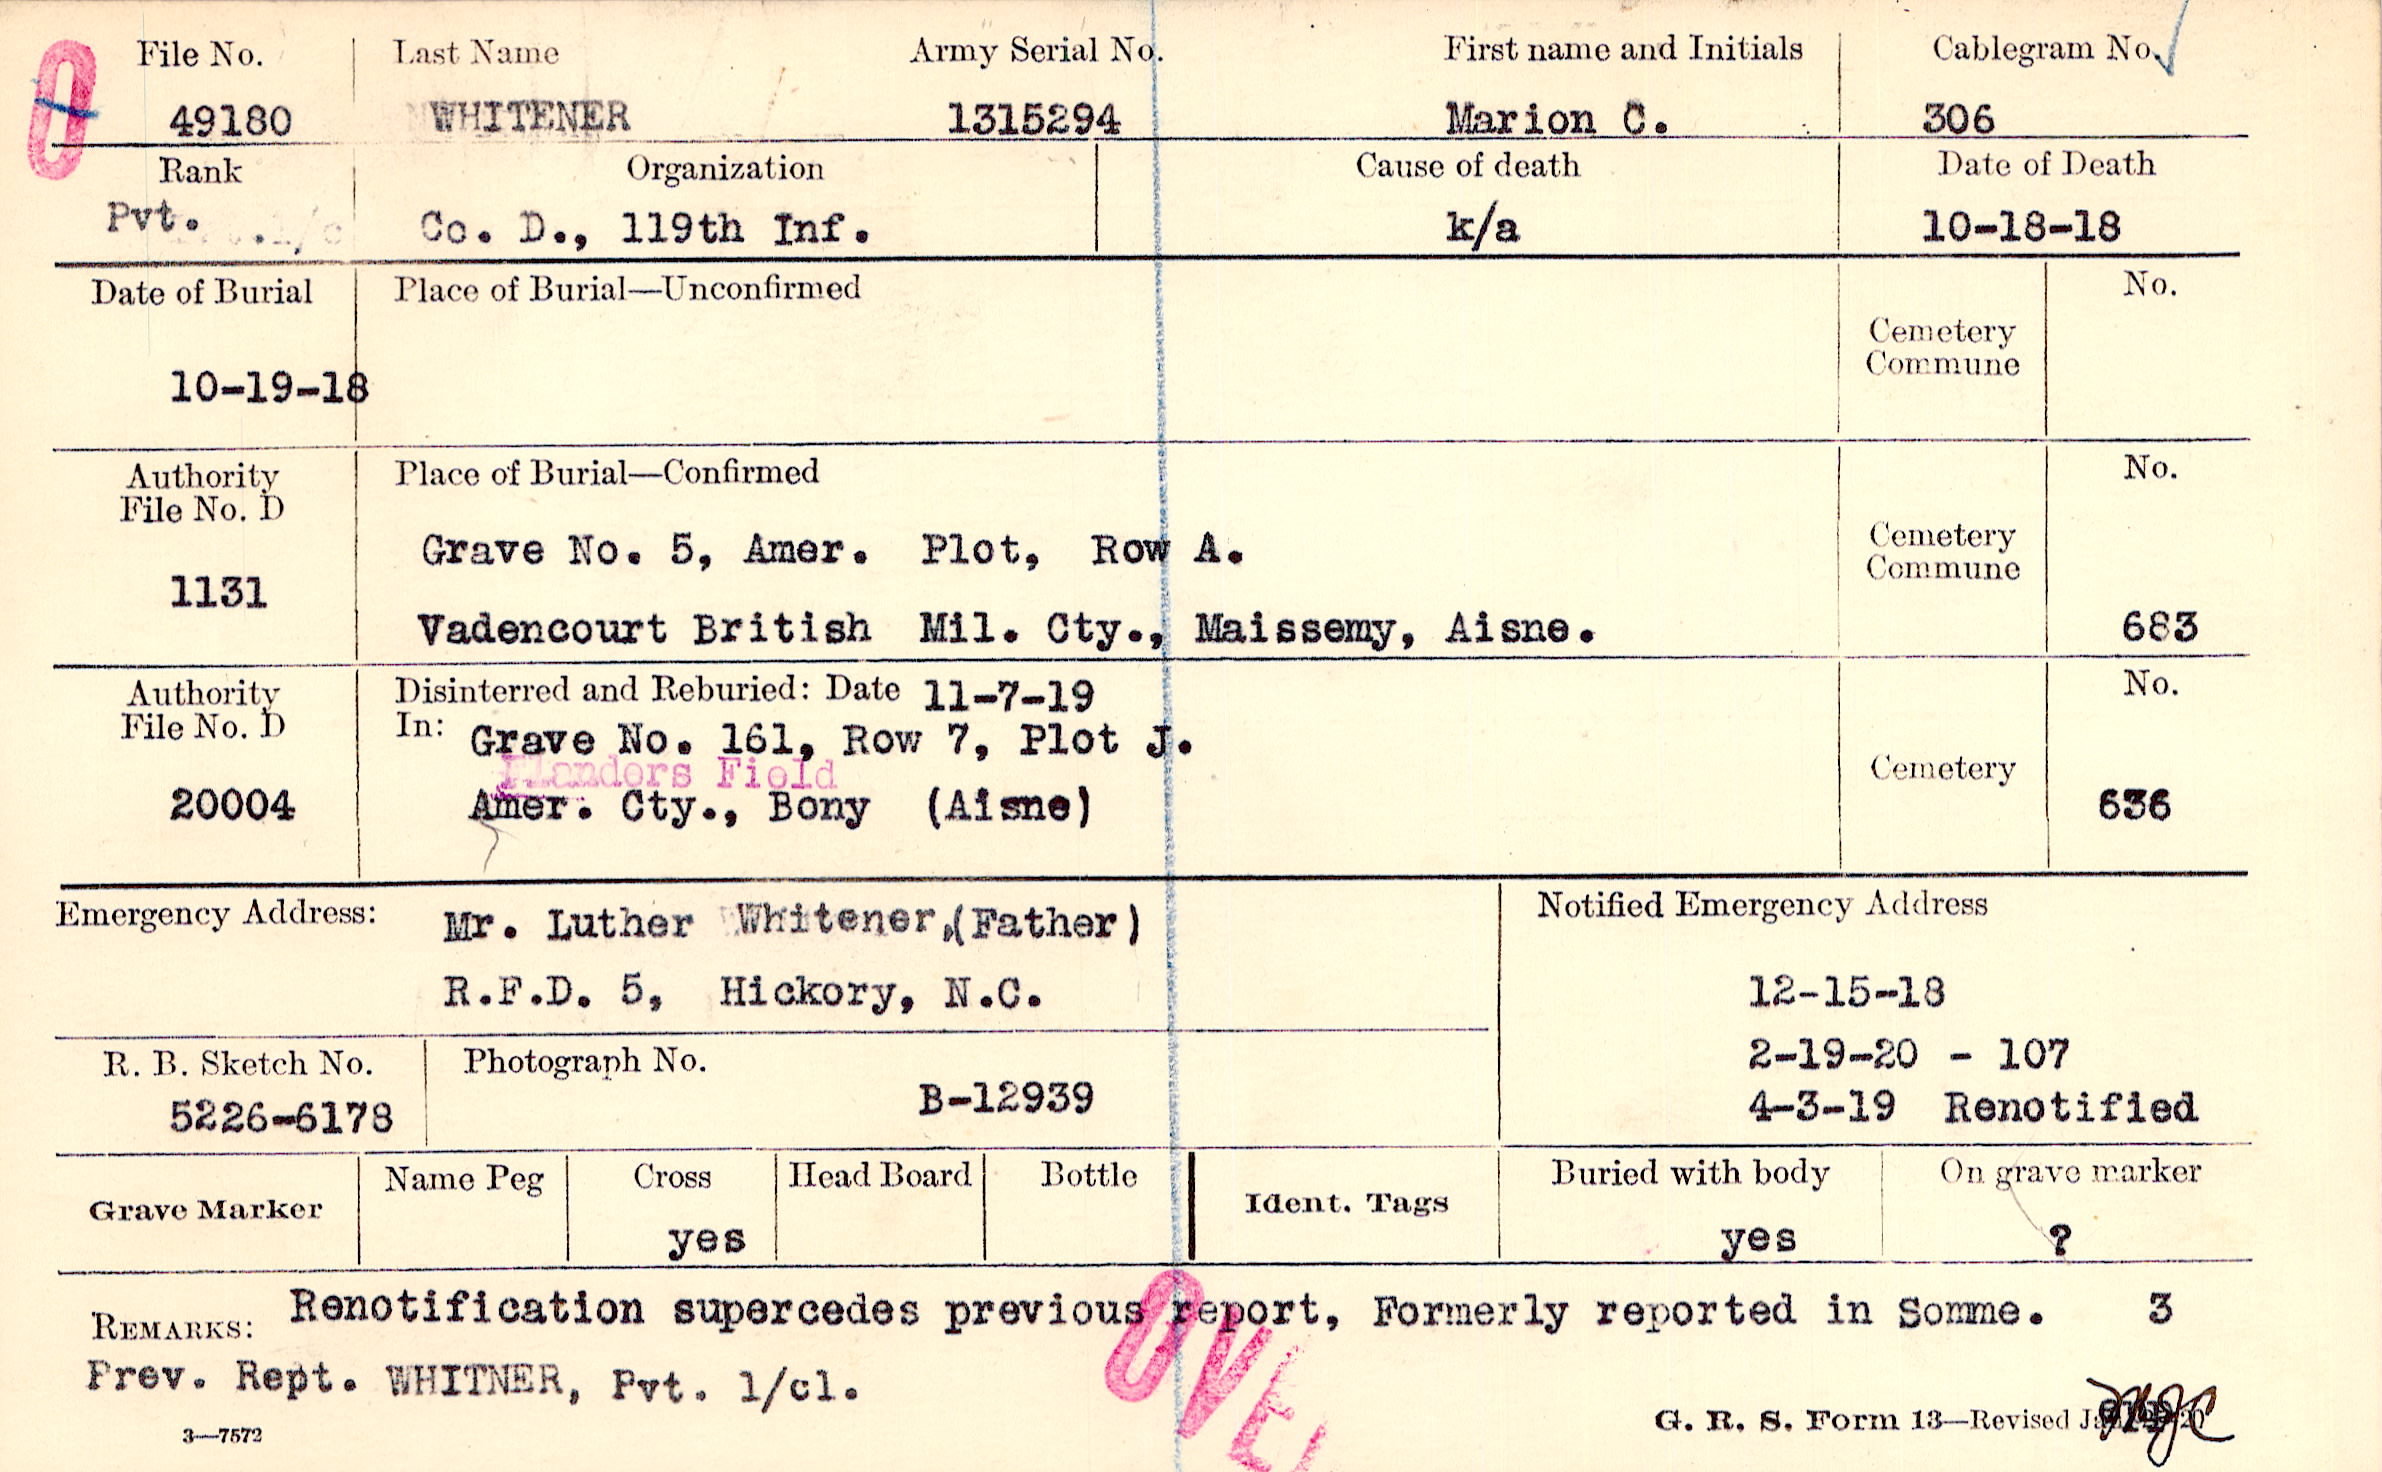 File No. Last Name Army Serial No. First name and Initials Cablegram No.
49180 WHITENER 1315294 Marion C. 306
Rank Organization Cause of death Date of Death
Pvt. Co. D., 119th Inf. k/a 10-18-18
Date of Burial Place of Burial—Unconfirmed No.
Cemetery
Commune
10-19-18
Authority Place of Burial—Confirmed No.
File No. D
Grave No. 5, Amer. Plot, Row A. Cemetery
Commune
1131
Vadencourt British Mil. Cty., Maissemy, Aisne. 683
Authority Disinterred and Reburied: Date 11-7-19 No.
File No. D In: Grave No. 161, Row 7, Plot J.
Flanders Field Cemetery
20004 Amer. Cty., Bony (Aisne) 636
Emergency Address: Mr. Luther Whitener,(Father) Notified Emergency Address
R.F.D. 5, Hickory, N.C. 12-15-18
R. B. Sketch No. Photograph No. 2-19-20 - 107
5226-6178 B-12939 4-3-19 Renotified
Grave Marker Name Peg Cross Head Board Bottle Ident. Tags Buried with body On grave marker
yes yes ?
REMARKS: Renotification supercedes previous report, Formerly reported in Somme. 3
Prev. Rept. WHITNER, Pvt. 1/cl.
OVE
3—7572 G. R. S. Form 13—Revised